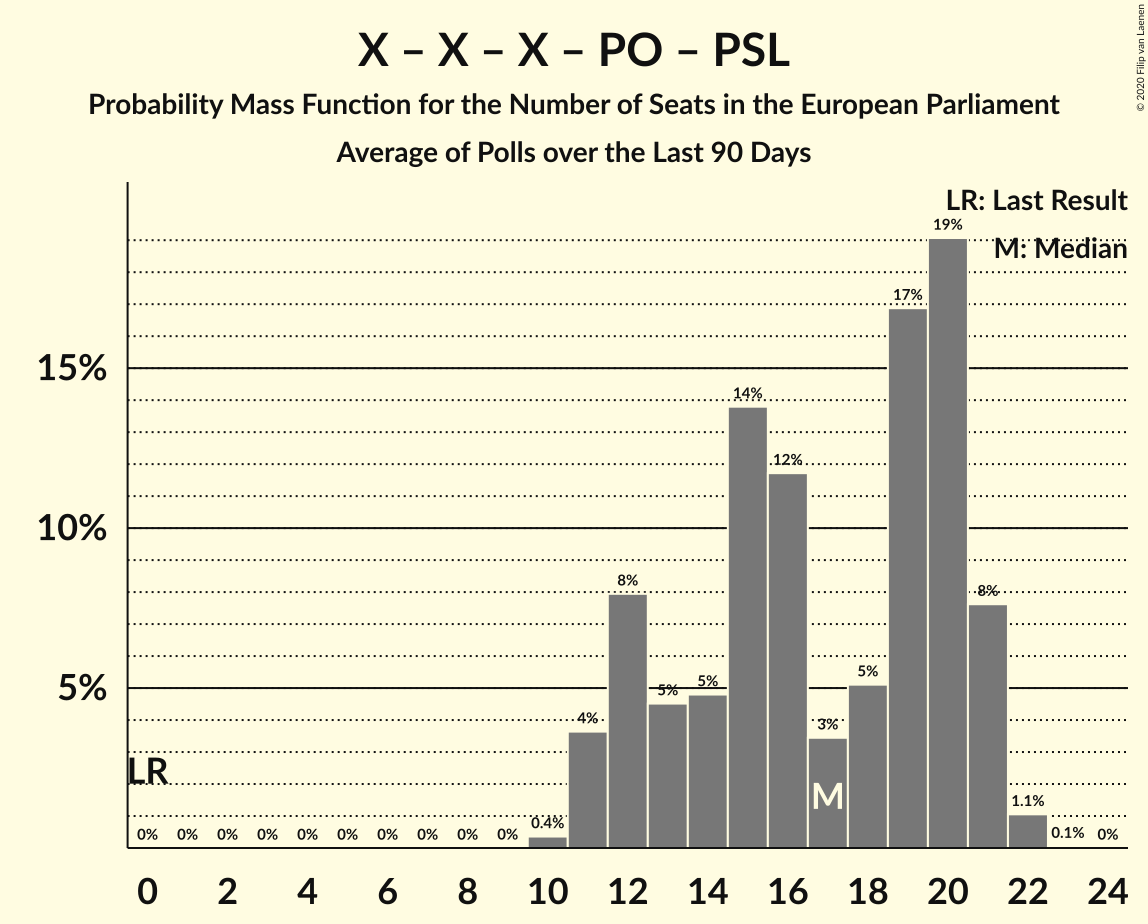 X – X – X – PO – PSL
Probability Mass Function for the Number of Seats in the European Parliament
Average of Polls over the Last 90 Days
© 2020 Filip van Laenen
LR: Last Result
M: Median
15%
10%
5%
LR
M
0% 0% 0% 0% 0% 0% 0% 0% 0% 0% 0.4% 4% 8% 5% 5% 14% 12% 3% 5% 17% 19% 8% 1.1% 0.1% 0%
0 2 4 6 8 10 12 14 16 18 20 22 24